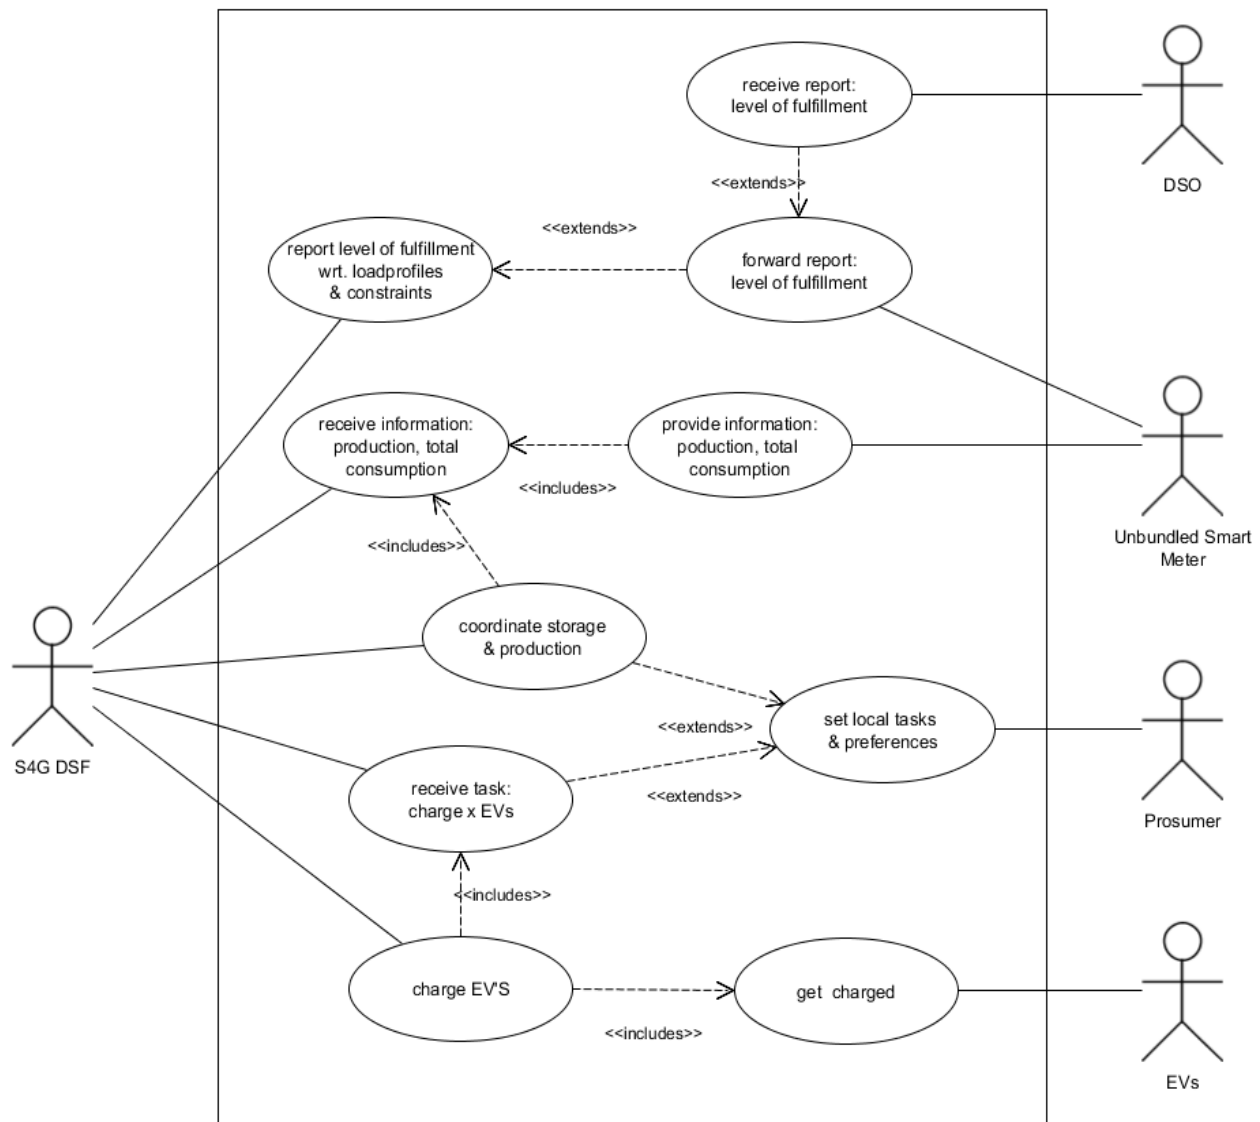 receive report:
level of fulfillment
DSO
<<extends>>
<<extends>>
report level of fulfillment
wrt. loadprofiles
& constraints
forward report:
level of fulfillment
receive information:
production, total
consumption
provide information:
poduction, total
consumption
<<includes>>
Unbundled Smart
Meter
<<includes>>
coordinate storage
& production
<<extends>>
set local tasks
& preferences
S4G DSF
receive task:
charge x EVs
<<extends>>
Prosumer
<<includes>>
charge EV'S
get charged
<<includes>>
EVs